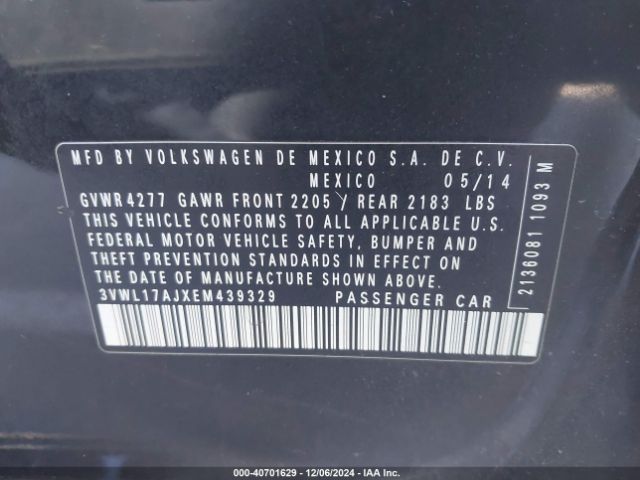 MFD BY VOLKSWAGEN DE MEXICO S.A. DE C.V.
MEXICO 05/14
GVWR 4277 GAWR FRONT 2205 / REAR 2183 LBS
THIS VEHICLE CONFORMS TO ALL APPLICABLE U.S.
FEDERAL MOTOR VEHICLE SAFETY, BUMPER AND
THEFT PREVENTION STANDARDS IN EFFECT ON
THE DATE OF MANUFACTURE SHOWN ABOVE.
3VWL17AJXEM439329 PASSENGER CAR
2136081 1093 M
000-40701629 - 12/06/2024 - IAA Inc.